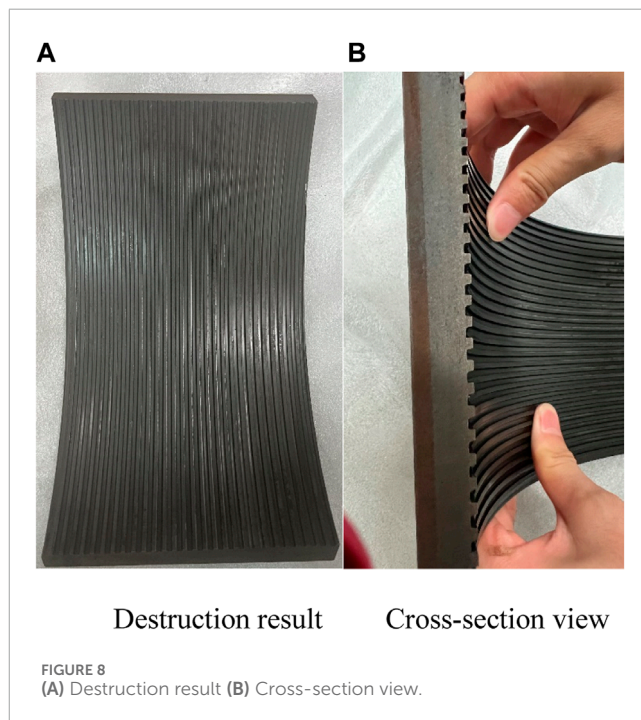 A
B
Destruction result
Cross-section view
FIGURE 8
(A) Destruction result (B) Cross-section view.